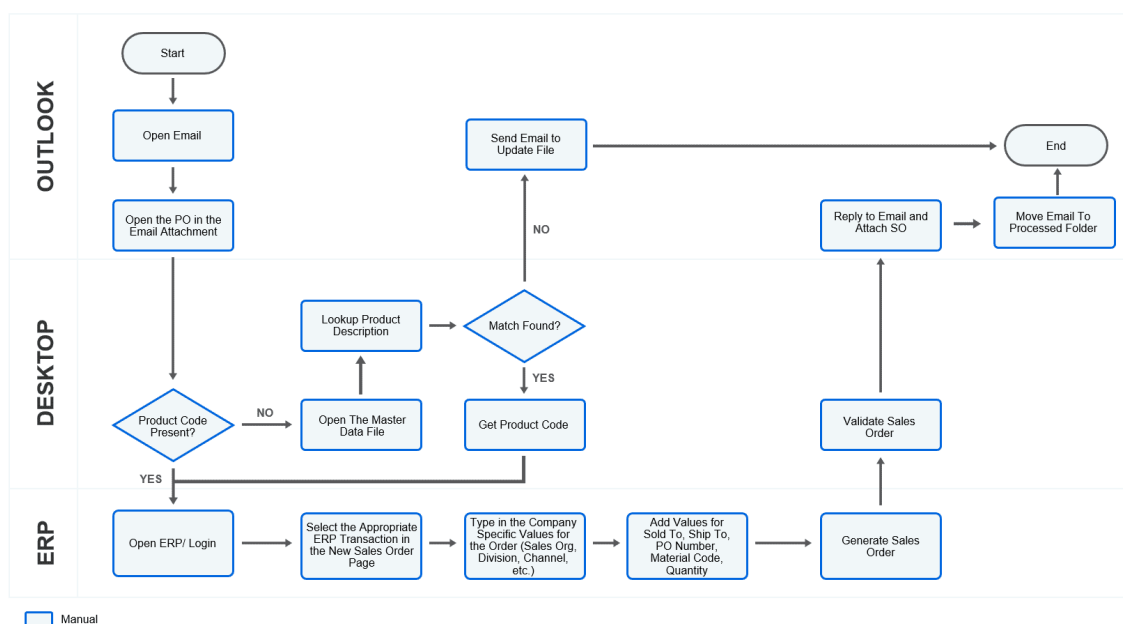 OUTLOOK
Start
Open Email
Open the PO in the
Email Attachment
Send Email to
Update File
End
Reply to Email and
Attach SO
Move Email To
Processed Folder
NO
DESKTOP
Lookup Product
Description
Match Found?
YES
Product Code
Present?
NO
Open The Master
Data File
Get Product Code
Validate Sales
Order
YES
ERP
Open ERP/ Login
Select the Appropriate
ERP Transaction in
the New Sales Order
Page
Type in the Company
Specific Values for
the Order (Sales Org,
Division, Channel,
etc.)
Add Values for
Sold To, Ship To,
PO Number,
Material Code,
Quantity
Generate Sales
Order
Manual